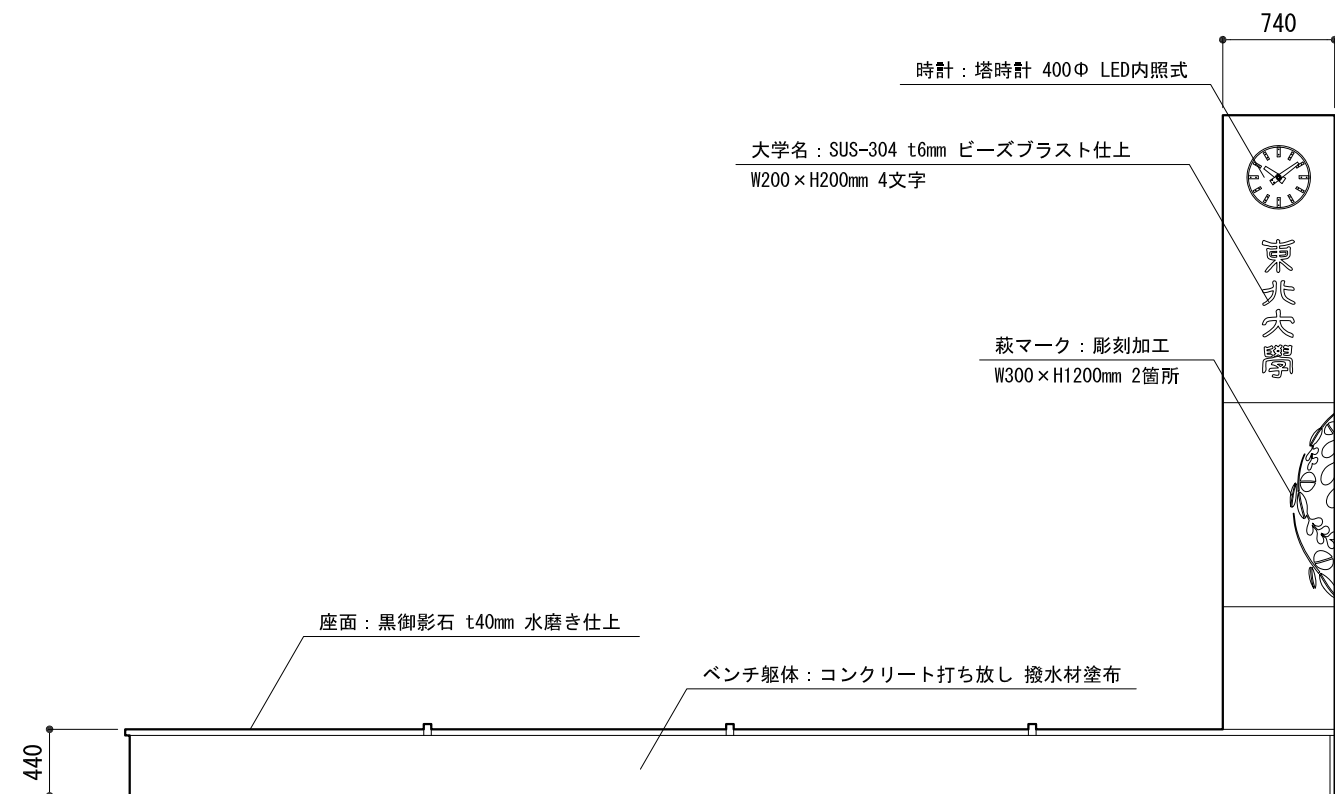 740
時計：塔時計 400Φ LED内照式
大学名：SUS-304 t6mm ビーズブラスト仕上
W200×H200mm 4文字
東
北
大
學
萩マーク：彫刻加工
W300×H1200mm 2箇所
座面：黒御影石 t40mm 水磨き仕上
ベンチ躯体：コンクリート打ち放し 撥水材塗布
440